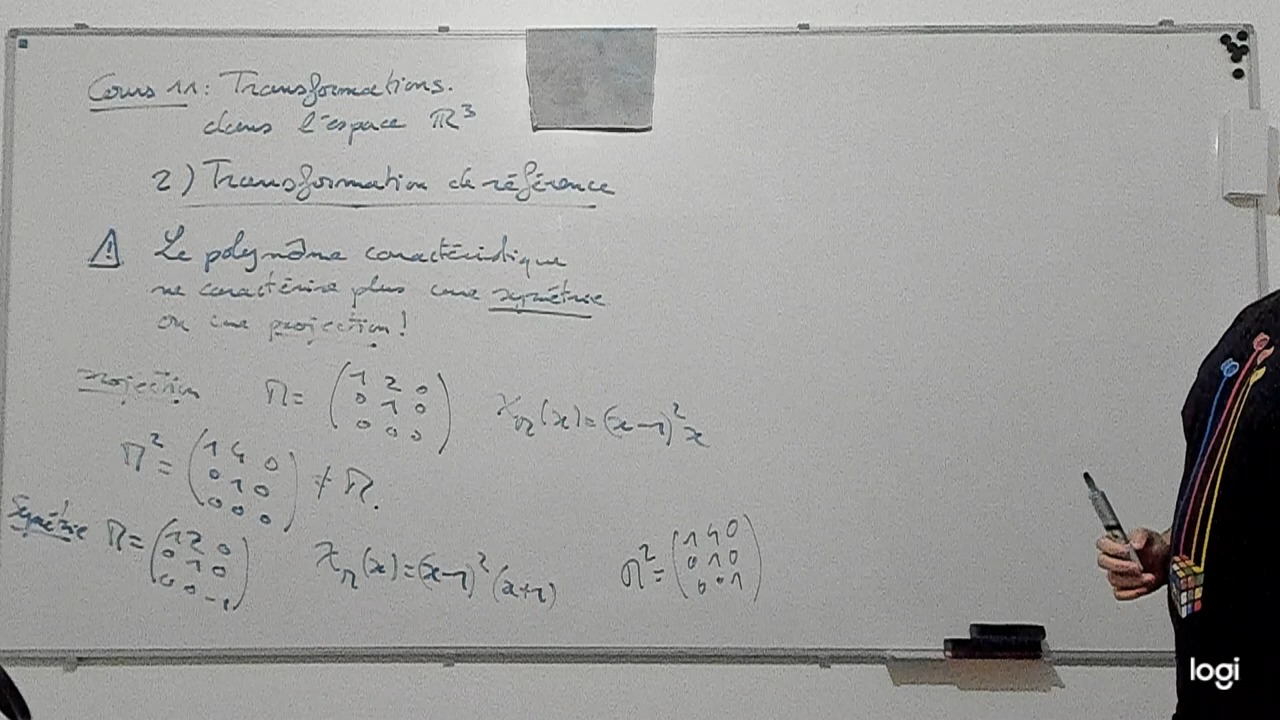 Cours 11: Transformations.
dans l'espace ℝ³
2) Transformation de référence
⚠ Le polynôme caractéristique
ne caractérise plus une symétrie
ou une projection!
projection M = (1 2 0 / 0 1 0 / 0 0 0) χ_M(x) = (x-1)² x
M² = (1 4 0 / 0 1 0 / 0 0 0) ≠ M.
Symétrie M = (1 2 0 / 0 1 0 / 0 0 -1) χ_M(x) = (x-1)² (x+1) M² = (1 4 0 / 0 1 0 / 0 0 1)
logi